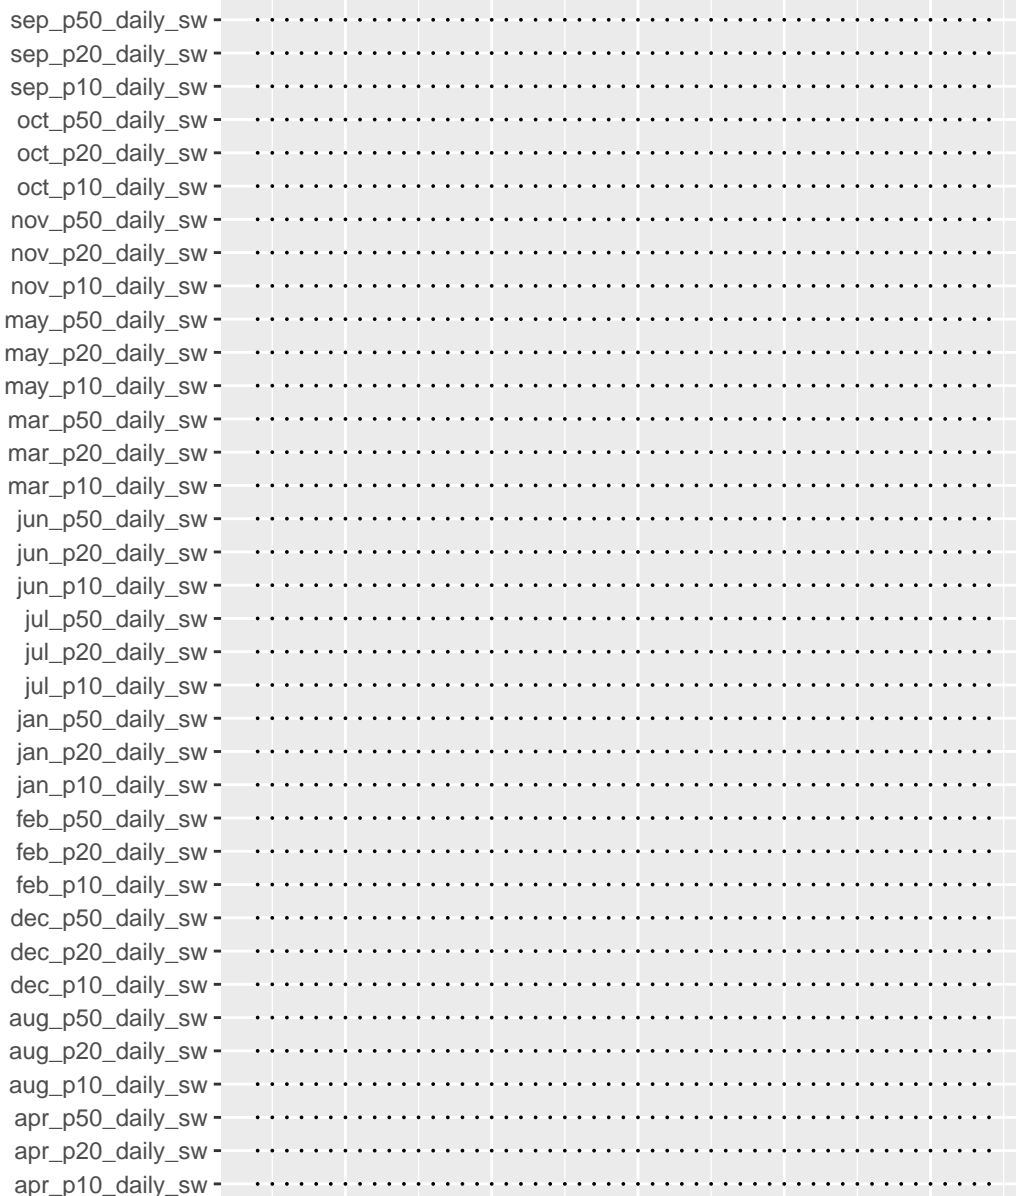 sep_p50_daily_sw
sep_p20_daily_sw
sep_p10_daily_sw
oct_p50_daily_sw
oct_p20_daily_sw
oct_p10_daily_sw
nov_p50_daily_sw
nov_p20_daily_sw
nov_p10_daily_sw
may_p50_daily_sw
may_p20_daily_sw
may_p10_daily_sw
mar_p50_daily_sw
mar_p20_daily_sw
mar_p10_daily_sw
jun_p50_daily_sw
jun_p20_daily_sw
jun_p10_daily_sw
jul_p50_daily_sw
jul_p20_daily_sw
jul_p10_daily_sw
jan_p50_daily_sw
jan_p20_daily_sw
jan_p10_daily_sw
feb_p50_daily_sw
feb_p20_daily_sw
feb_p10_daily_sw
dec_p50_daily_sw
dec_p20_daily_sw
dec_p10_daily_sw
aug_p50_daily_sw
aug_p20_daily_sw
aug_p10_daily_sw
apr_p50_daily_sw
apr_p20_daily_sw
apr_p10_daily_sw